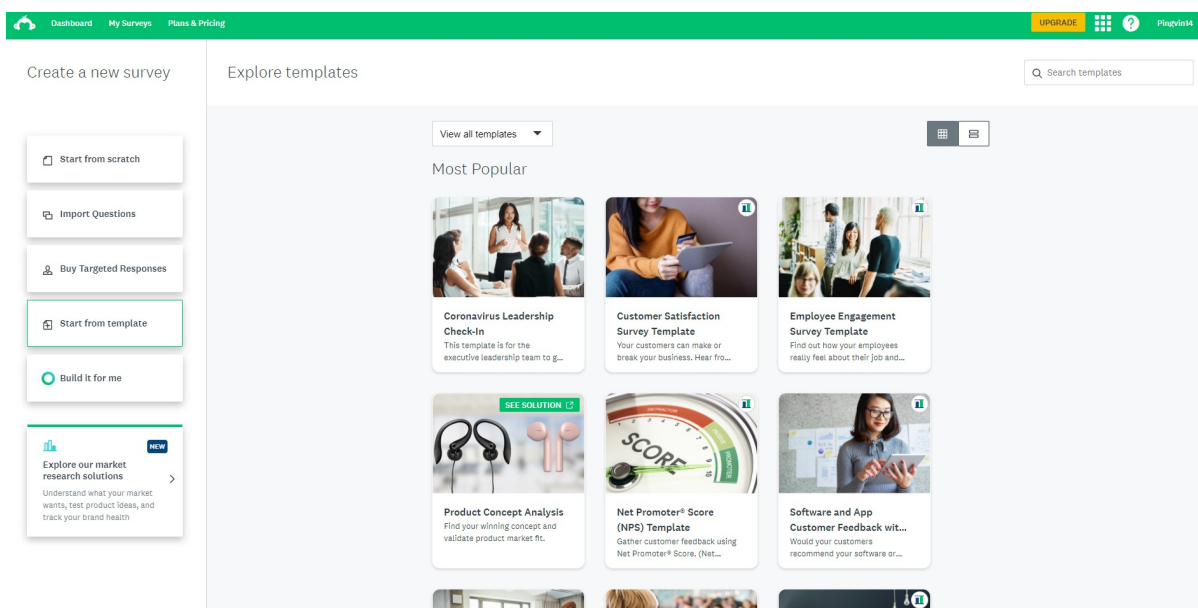 Dashboard My Surveys Plans & Pricing
UPGRADE
?
Pingvin14
Create a new survey
Start from scratch
Import Questions
Buy Targeted Responses
Start from template
Build it for me
NEW
Explore our market
research solutions
Understand what your market
wants, test product ideas, and
track your brand health
Explore templates
Search templates
View all templates
Most Popular
Coronavirus Leadership
Check-In
This template is for the
executive leadership team to g...
Customer Satisfaction
Survey Template
Your customers can make or
break your business. Hear fro...
Employee Engagement
Survey Template
Find out how your employees
really feel about their job and...
SEE SOLUTION
Product Concept Analysis
Find your winning concept and
validate product market fit.
DETRACTOR
PROMOTER
SCORE
Net Promoter® Score
(NPS) Template
Gather customer feedback using
Net Promoter® Score. (Net...
Software and App
Customer Feedback wit...
Would your customers
recommend your software or...